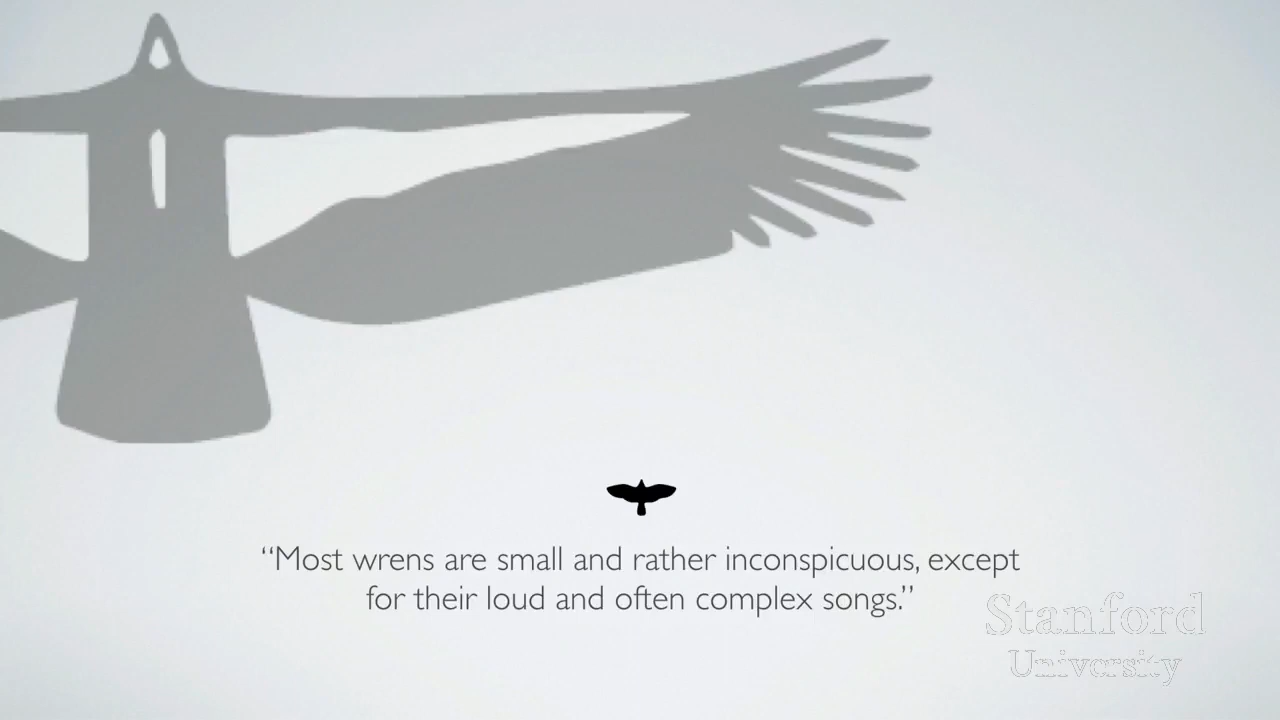 “Most wrens are small and rather inconspicuous, except
for their loud and often complex songs.”
Stanford
University